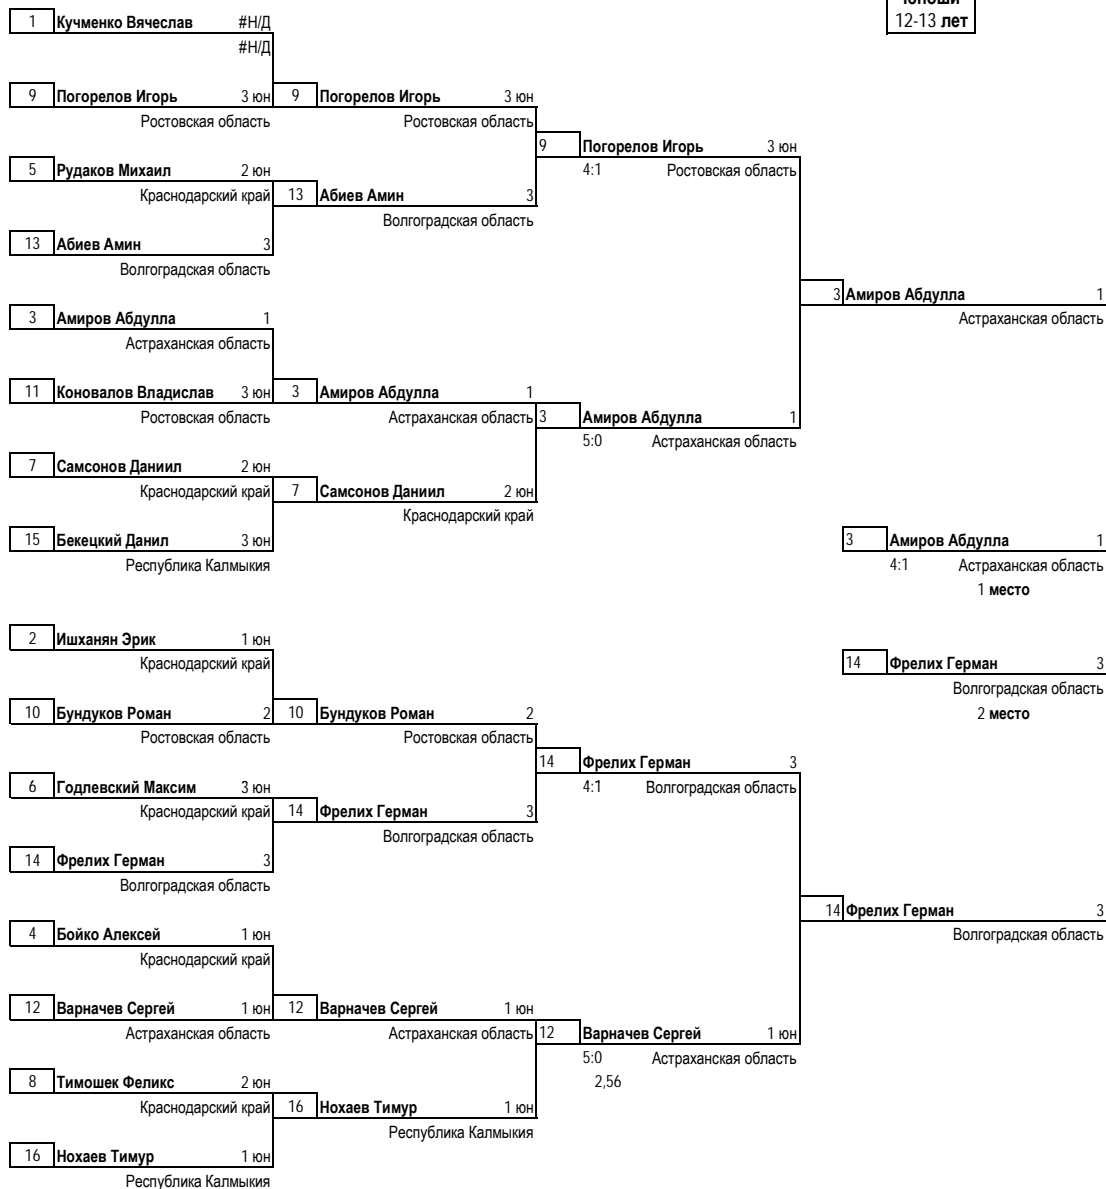 юноши
12-13 лет
1 Кучменко Вячеслав #Н/Д
#Н/Д
9 Погорелов Игорь 3 юн 9 Погорелов Игорь 3 юн
Ростовская область Ростовская область
9 Погорелов Игорь 3 юн
5 Рудаков Михаил 2 юн 4:1 Ростовская область
Краснодарский край 13 Абиев Амин 3
Волгоградская область
13 Абиев Амин 3
Волгоградская область
3 Амиров Абдулла 1
3 Амиров Абдулла 1 Астраханская область
Астраханская область
11 Коновалов Владислав 3 юн 3 Амиров Абдулла 1
Ростовская область Астраханская область 3 Амиров Абдулла 1
5:0 Астраханская область
7 Самсонов Даниил 2 юн
Краснодарский край 7 Самсонов Даниил 2 юн
Краснодарский край
15 Бекецкий Данил 3 юн 3 Амиров Абдулла 1
Республика Калмыкия 4:1 Астраханская область
1 место
2 Ишханян Эрик 1 юн
Краснодарский край 14 Фрелих Герман 3
Волгоградская область
10 Бундуков Роман 2 10 Бундуков Роман 2 2 место
Ростовская область Ростовская область
14 Фрелих Герман 3
6 Годлевский Максим 3 юн 4:1 Волгоградская область
Краснодарский край 14 Фрелих Герман 3
Волгоградская область
14 Фрелих Герман 3
Волгоградская область
14 Фрелих Герман 3
4 Бойко Алексей 1 юн Волгоградская область
Краснодарский край
12 Варначев Сергей 1 юн 12 Варначев Сергей 1 юн
Астраханская область Астраханская область 12 Варначев Сергей 1 юн
5:0 Астраханская область
8 Тимошек Феликс 2 юн 2,56
Краснодарский край 16 Нохаев Тимур 1 юн
Республика Калмыкия
16 Нохаев Тимур 1 юн
Республика Калмыкия